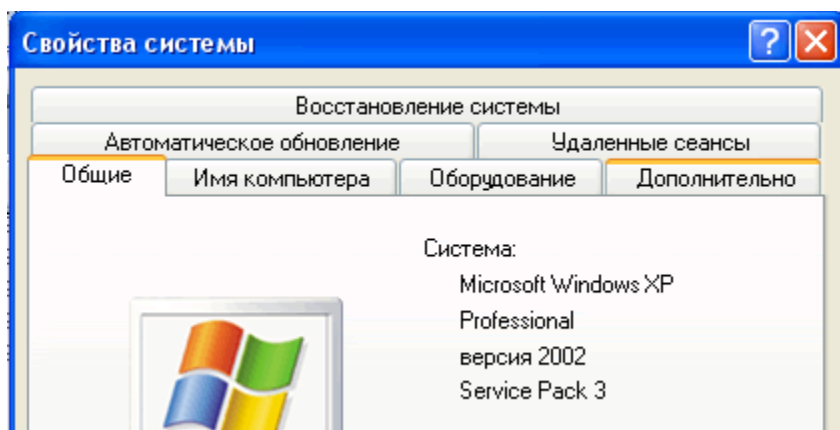 Свойства системы
Восстановление системы
Автоматическое обновление Удаленные сеансы
Общие Имя компьютера Оборудование Дополнительно
Система:
Microsoft Windows XP
Professional
версия 2002
Service Pack 3